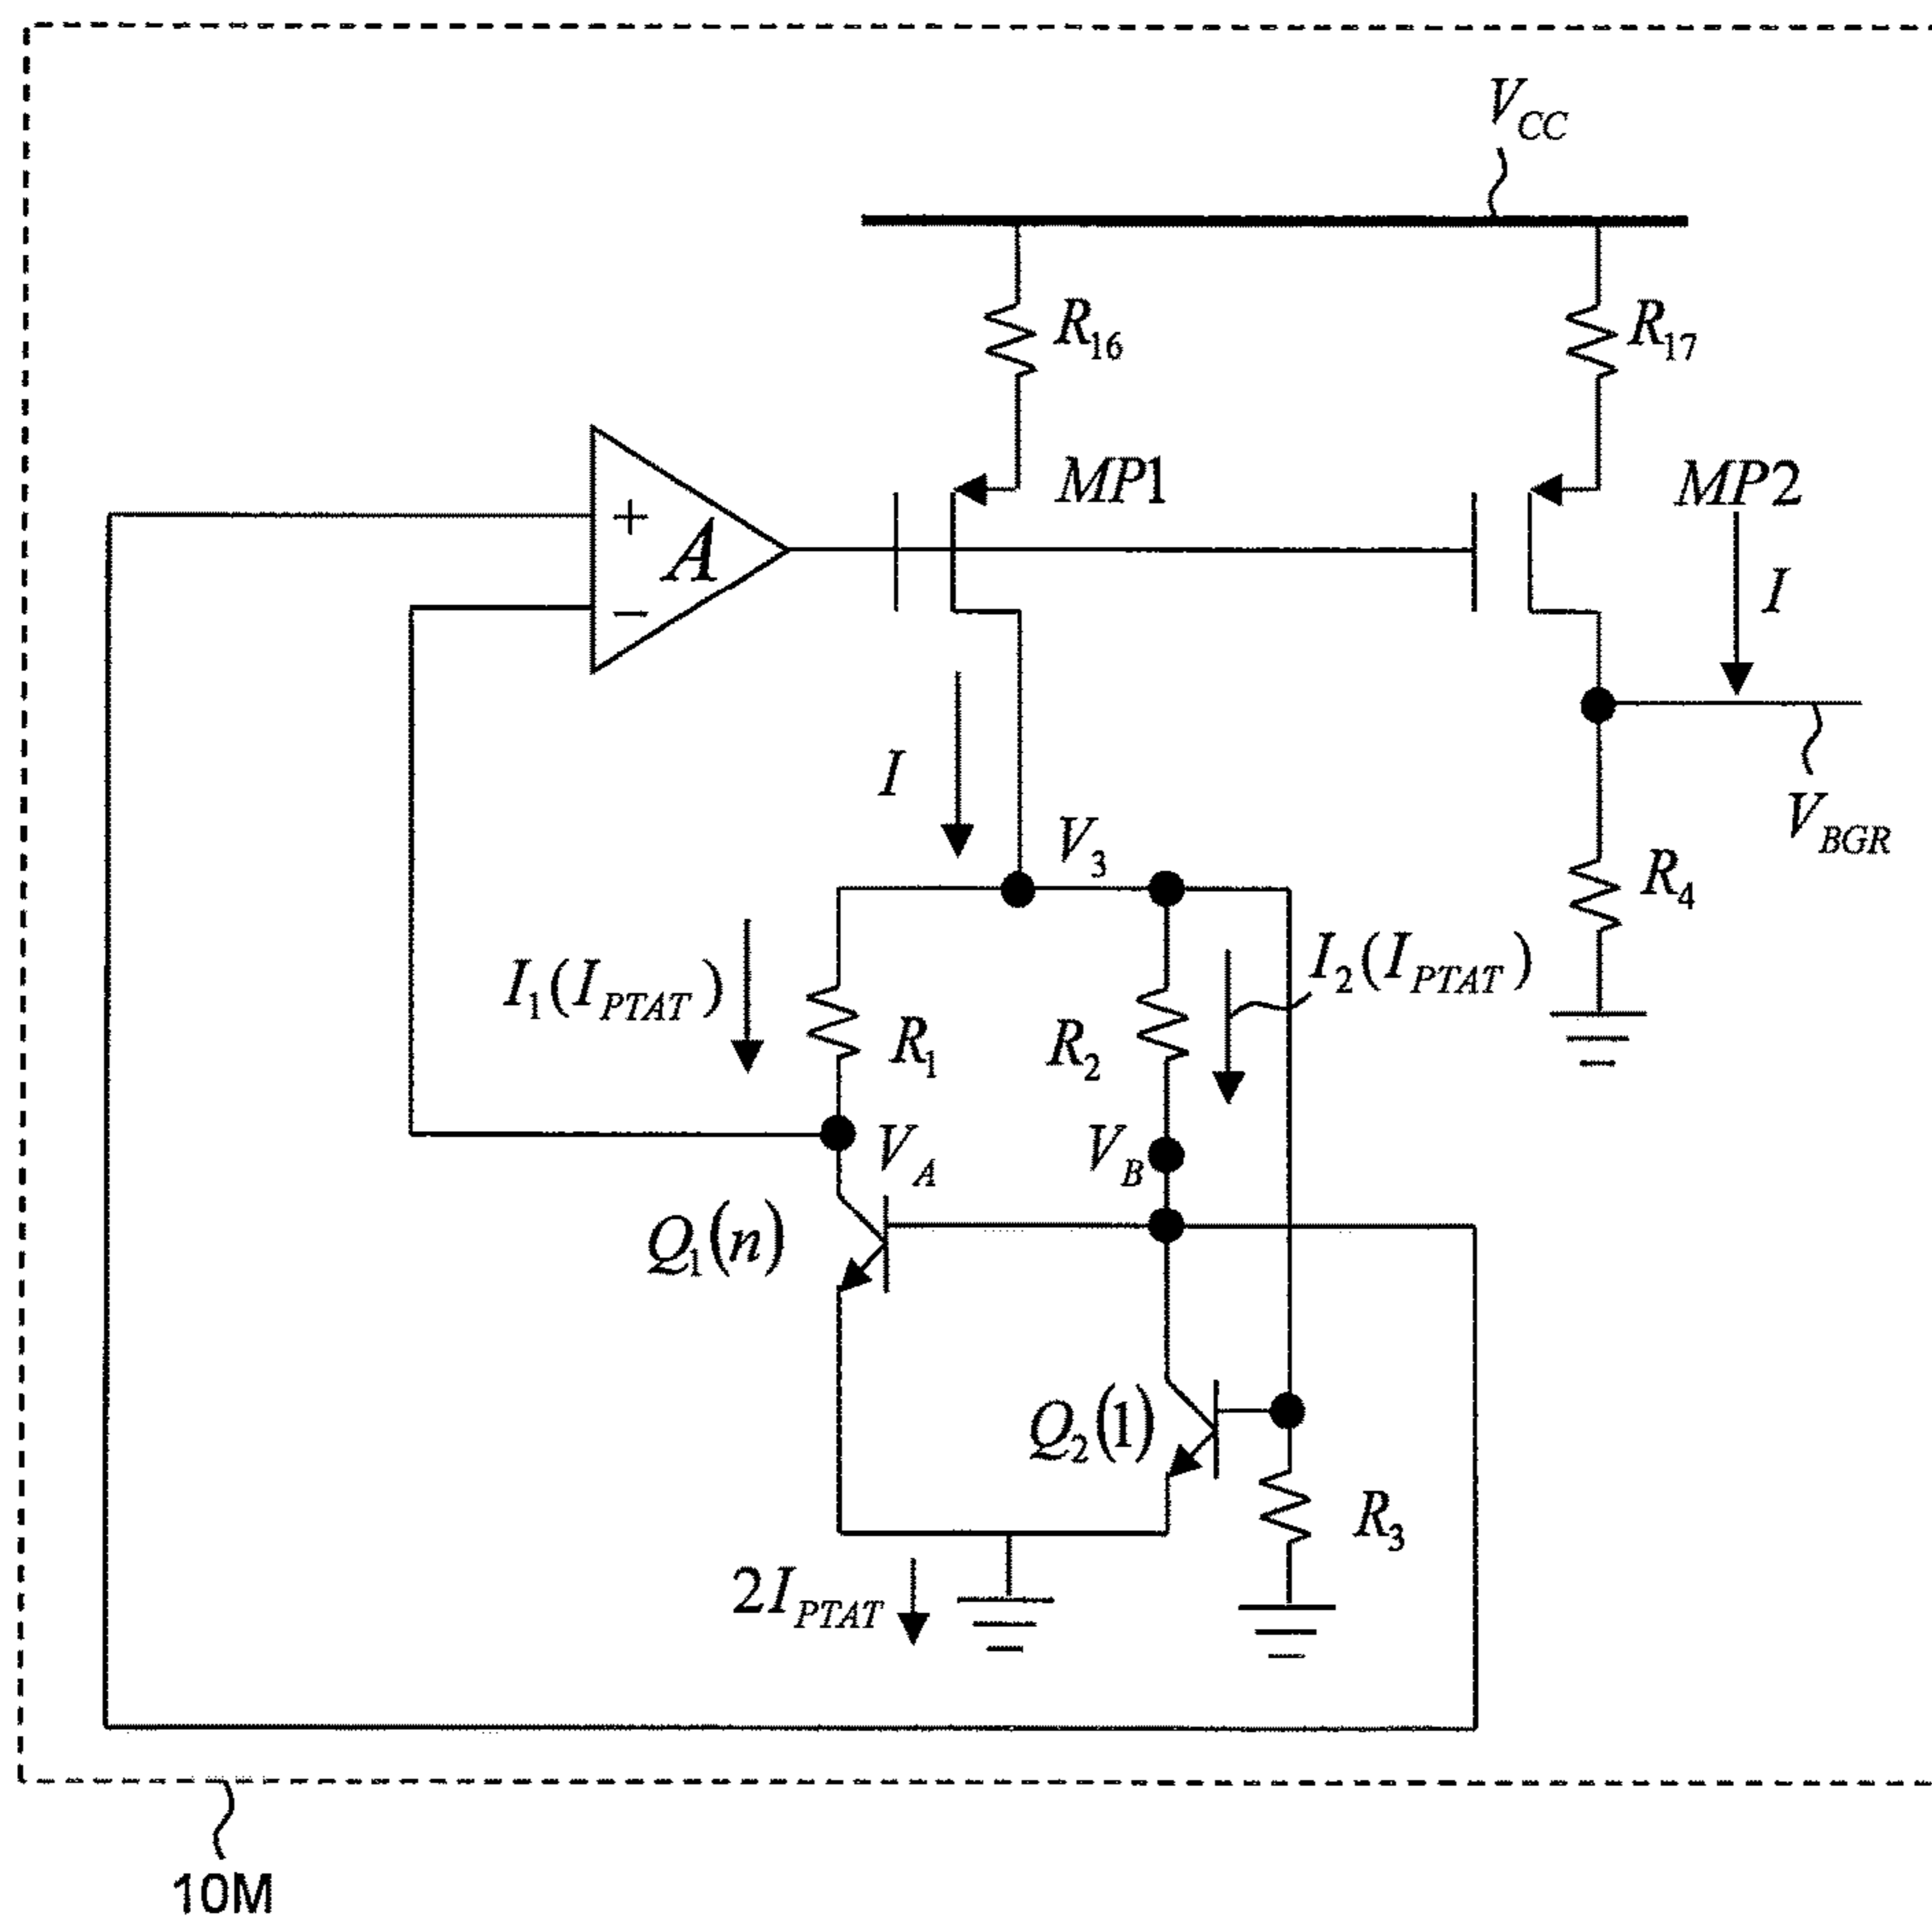 V_CC
R_16
R_17
MP1
MP2
+
A
−
I
I
V_3
V_BGR
R_4
I_1(I_PTAT)
I_2(I_PTAT)
R_1
R_2
V_A
V_B
Q_1(n)
Q_2(1)
R_3
2I_PTAT
10M